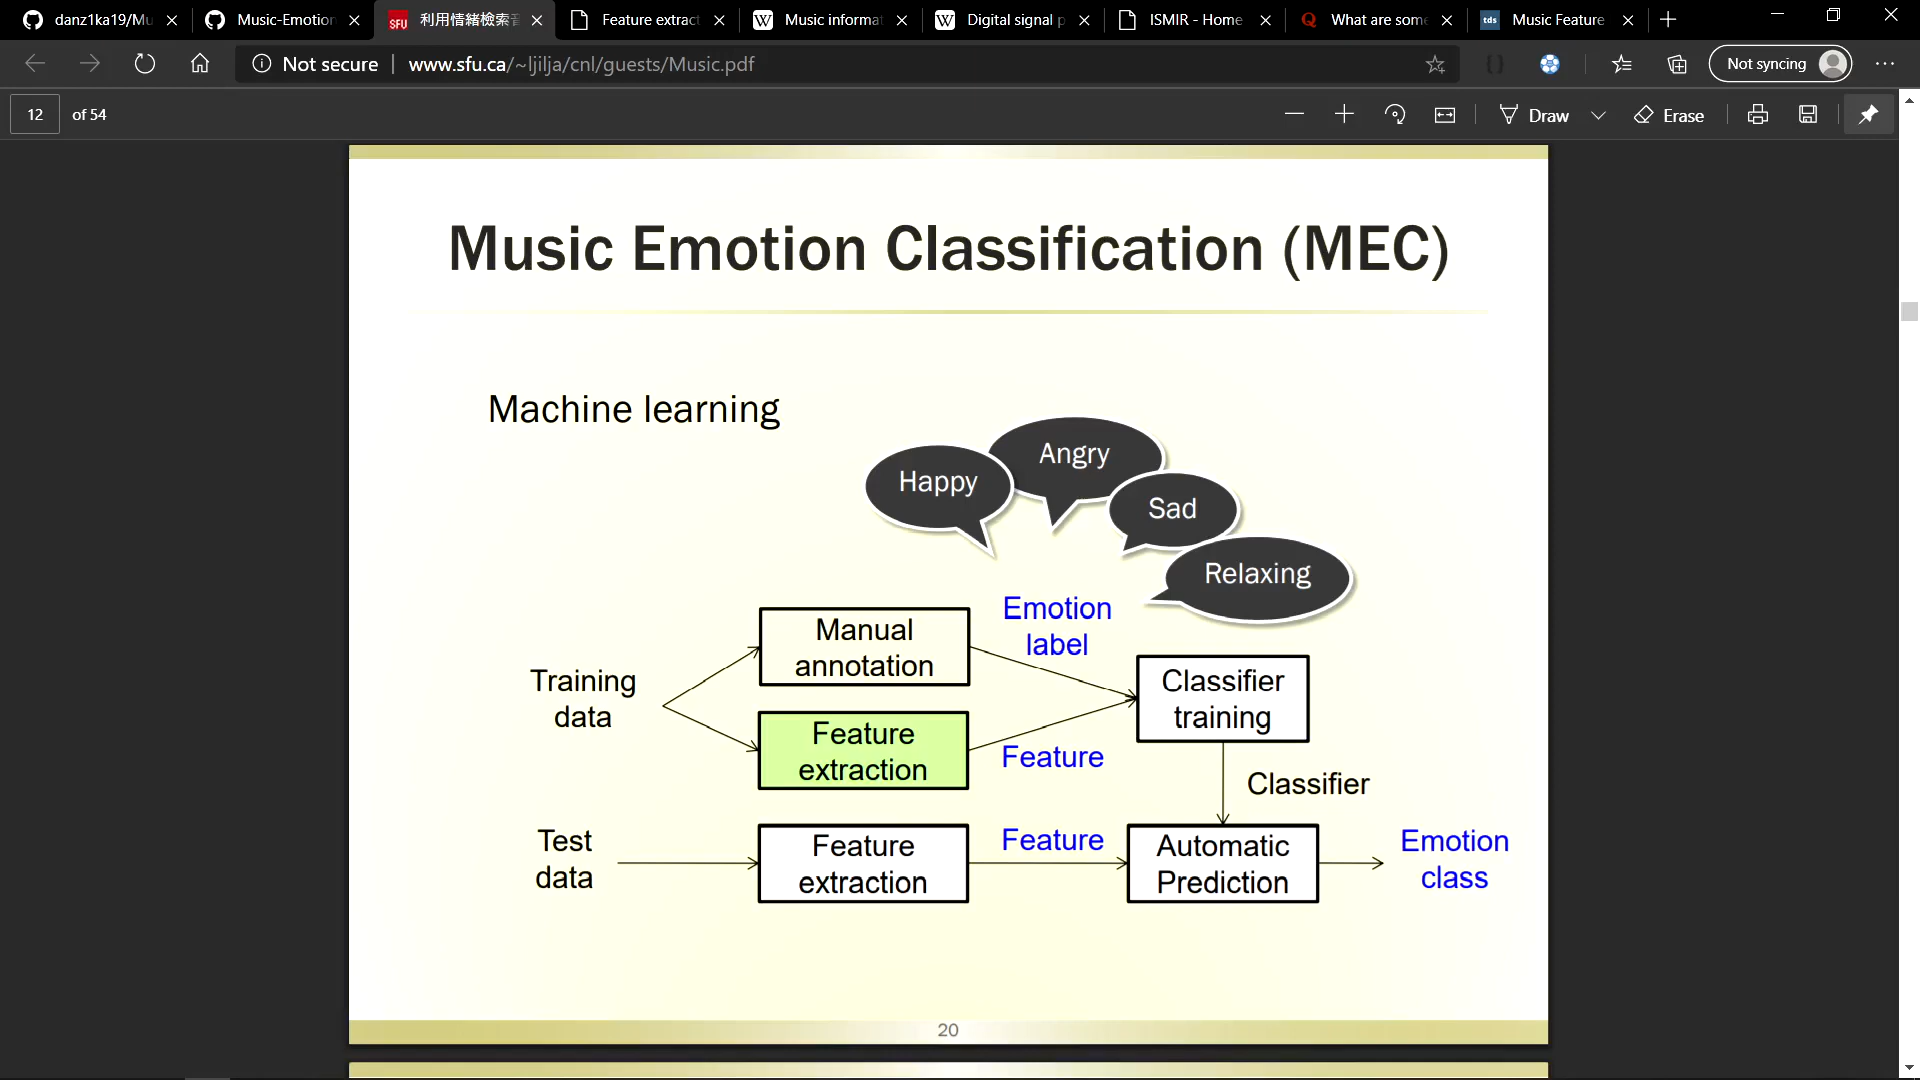 danz1ka19/Mu
Music-Emotion
SFU
利用情緒檢索音
Feature extract
W
Music informat
W
Digital signal p
ISMIR - Home
Q
What are some
tds
Music Feature
Not secure
www.sfu.ca/~ljilja/cnl/guests/Music.pdf
Not syncing
12
of 54
Draw
Erase
Music Emotion Classification (MEC)
Machine learning
Happy
Angry
Sad
Relaxing
Training
data
Manual
annotation
Emotion
label
Feature
extraction
Feature
Classifier
training
Classifier
Test
data
Feature
extraction
Feature
Automatic
Prediction
Emotion
class
20